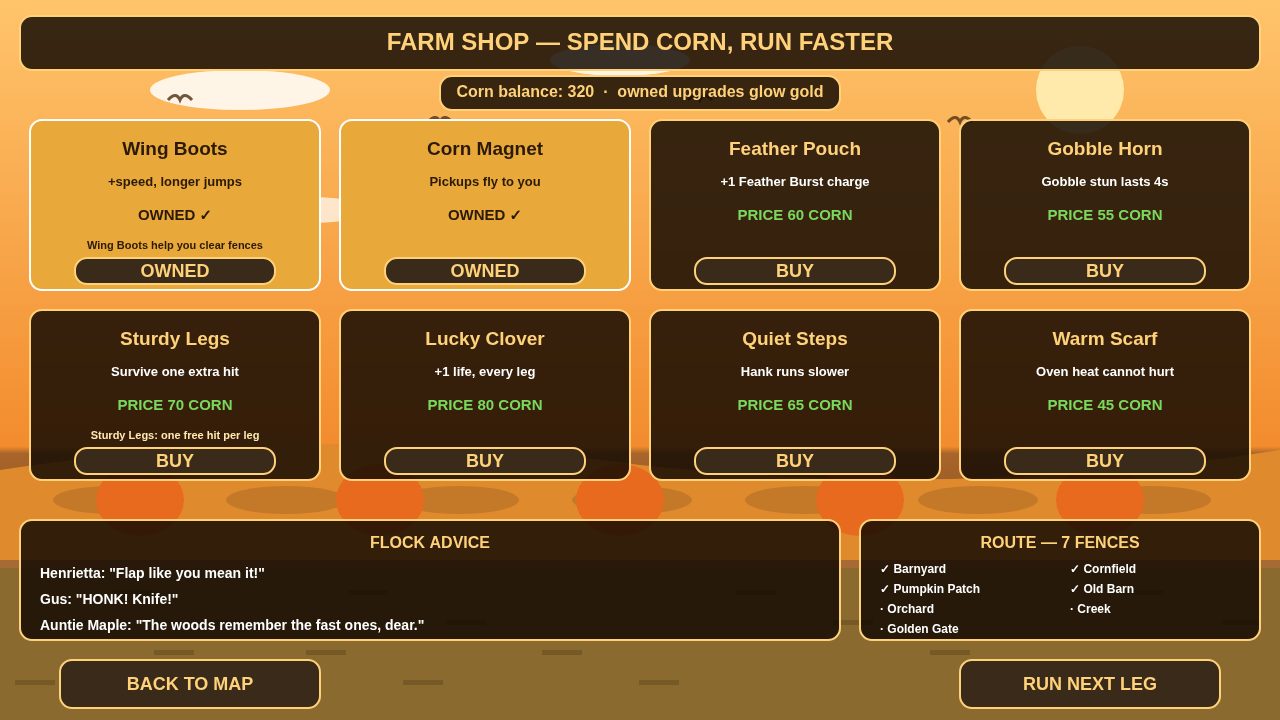 FARM SHOP — SPEND CORN, RUN FASTER
Corn balance: 320 · owned upgrades glow gold
Wing Boots
+speed, longer jumps
OWNED ✓
Wing Boots help you clear fences
OWNED
Corn Magnet
Pickups fly to you
OWNED ✓
OWNED
Feather Pouch
+1 Feather Burst charge
PRICE 60 CORN
BUY
Gobble Horn
Gobble stun lasts 4s
PRICE 55 CORN
BUY
Sturdy Legs
Survive one extra hit
PRICE 70 CORN
Sturdy Legs: one free hit per leg
BUY
Lucky Clover
+1 life, every leg
PRICE 80 CORN
BUY
Quiet Steps
Hank runs slower
PRICE 65 CORN
BUY
Warm Scarf
Oven heat cannot hurt
PRICE 45 CORN
BUY
FLOCK ADVICE
Henrietta: "Flap like you mean it!"
Gus: "HONK! Knife!"
Auntie Maple: "The woods remember the fast ones, dear."
ROUTE — 7 FENCES
✓ Barnyard
✓ Cornfield
✓ Pumpkin Patch
✓ Old Barn
· Orchard
· Creek
· Golden Gate
BACK TO MAP
RUN NEXT LEG